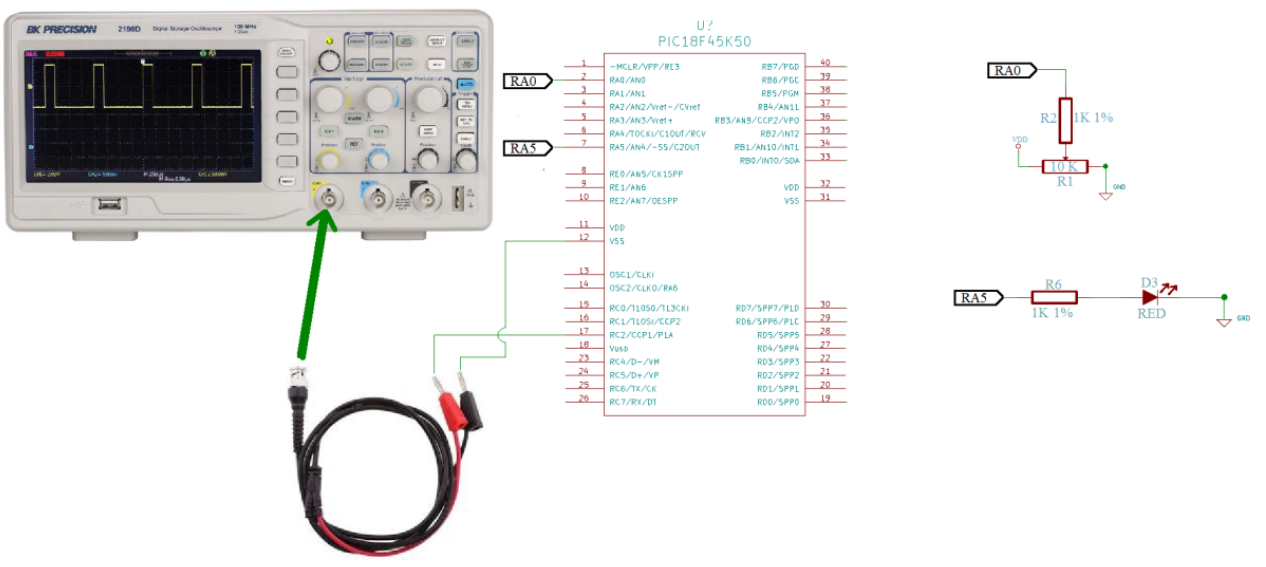 BK PRECISION 2190D Digital Storage Oscilloscope 100 MHz
Vertical
Horizontal
U?
PIC18F45K50
1 -MCLR/VPP/RE3
2 RA0/AN0
3 RA1/AN1
4 RA2/AN2/Vref-/CVref
5 RA3/AN3/Vref+
6 RA4/T0CKI/C1OUT/RCV
7 RA5/AN4/-SS/C2OUT
8 RE0/AN5/CK1SPP
9 RE1/AN6
10 RE2/AN7/OESPP
11 VDD
12 VSS
13 OSC1/CLKI
14 OSC2/CLKO/RA6
15 RC0/T1OSO/T13CKI
16 RC1/T1OSI/CCP2
17 RC2/CCP1/P1A
18 Vusb
23 RC4/D-/VM
24 RC5/D+/VP
25 RC6/TX/CK
26 RC7/RX/DT
RB7/PGD 40
RB6/PGC 39
RB5/PGM 38
RB4/AN11 37
RB3/AN9/CCP2/VPO 36
RB2/INT2 35
RB1/AN10/INT1 34
RB0/INT0/SDA 33
VDD 32
VSS 31
RD7/SPP7/P1D 30
RD6/SPP6/P1C 29
RD5/SPP5 28
RD4/SPP4 27
RD3/SPP3 22
RD2/SPP2 21
RD1/SPP1 20
RD0/SPP0 19
RA0
RA5
RA0
R2
1K 1%
VDD
10 K
R1
GND
RA5
R6
1K 1%
D3
RED
GND